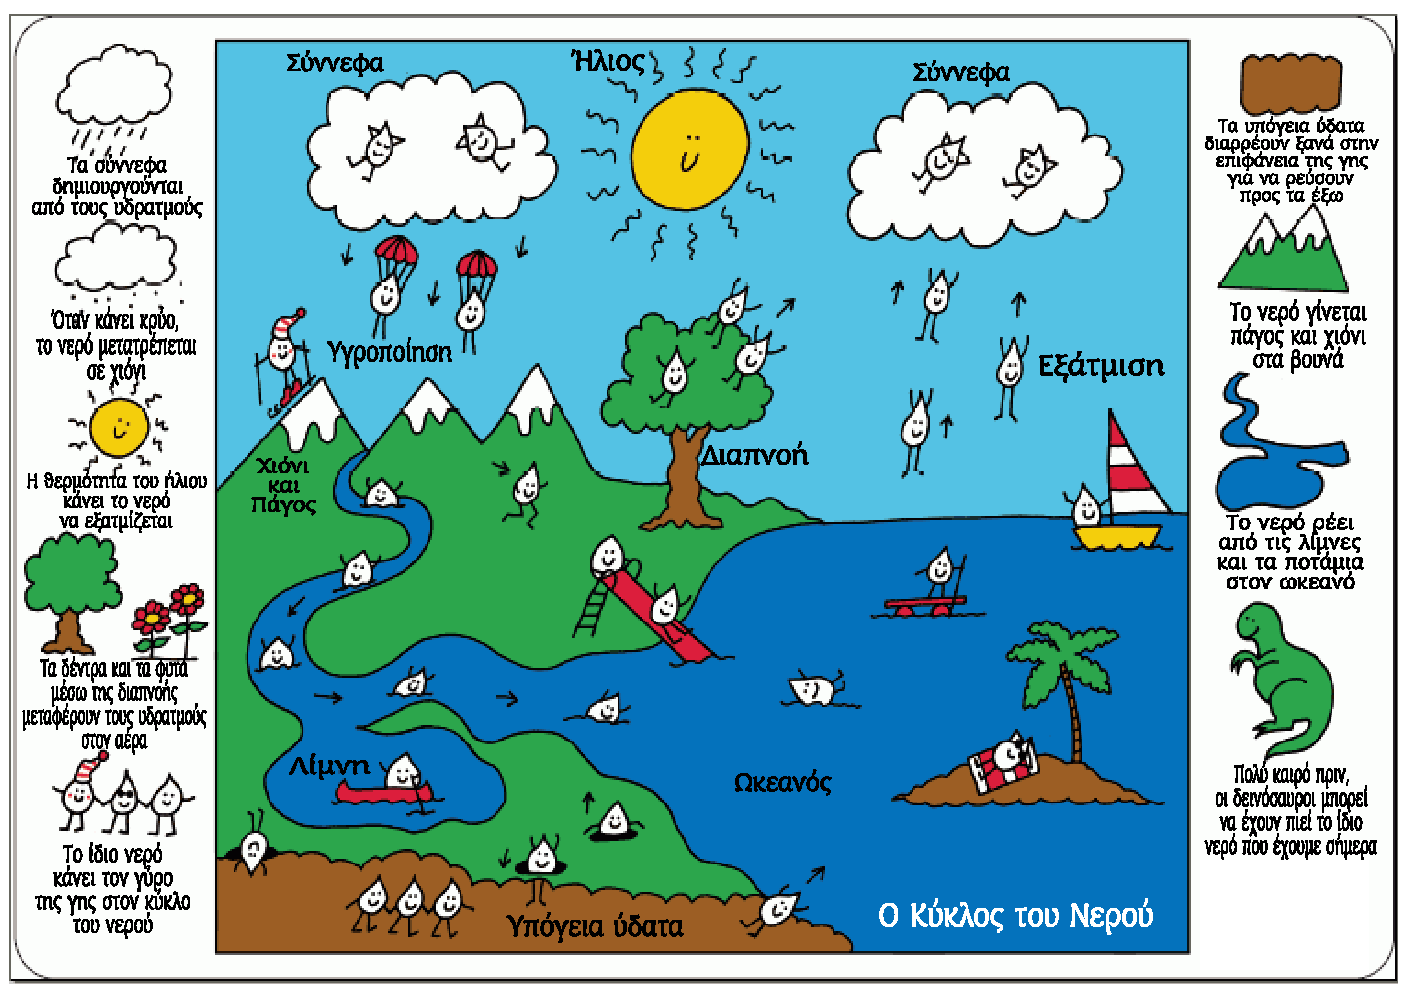 Τα σύννεφα
δημιουργούνται
από τους υδρατμούς
Όταν κάνει κρύο,
το νερό μετατρέπεται
σε χιόνι
Η θερμότητα του ήλιου
κάνει το νερό
να εξατμίζεται
Τα δέντρα και τα φυτά
μέσω της διαπνοής
μεταφέρουν τους υδρατμούς
στον αέρα
Το ίδιο νερό
κάνει τον γύρο
της γης στον κύκλο
του νερού
Σύννεφα
Ήλιος
Σύννεφα
Υγροποίηση
Εξάτμιση
Διαπνοή
Χιόνι
και
Πάγος
Λίμνη
Ωκεανός
Υπόγεια ύδατα
Ο Κύκλος του Νερού
Τα υπόγεια ύδατα
διαρρέουν ξανά στην
επιφάνεια της γης
για να ρεύσουν
προς τα έξω
Το νερό γίνεται
πάγος και χιόνι
στα βουνά
Το νερό ρέει
από τις λίμνες
και τα ποτάμια
στον ωκεανό
Πολύ καιρό πριν,
οι δεινόσαυροι μπορεί
να έχουν πιεί το ίδιο
νερό που έχουμε σήμερα